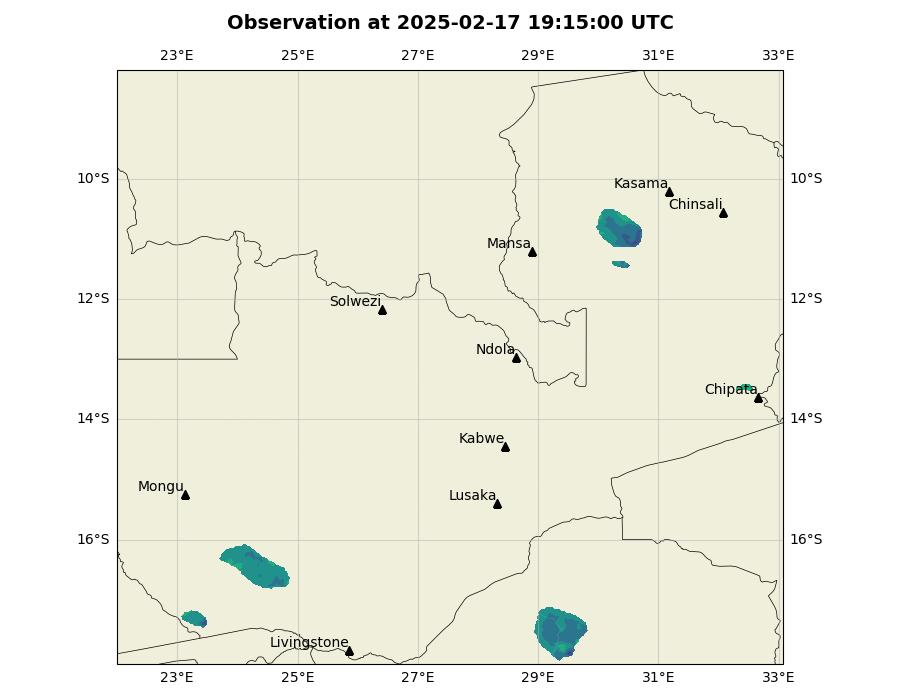 Observation at 2025-02-17 19:15:00 UTC
23°E 25°E 27°E 29°E 31°E 33°E
10°S 10°S
Kasama
Chinsali
Mansa
12°S 12°S
Solwezi
Ndola
Chipata
14°S 14°S
Kabwe
Mongu
Lusaka
16°S 16°S
Livingstone
23°E 25°E 27°E 29°E 31°E 33°E